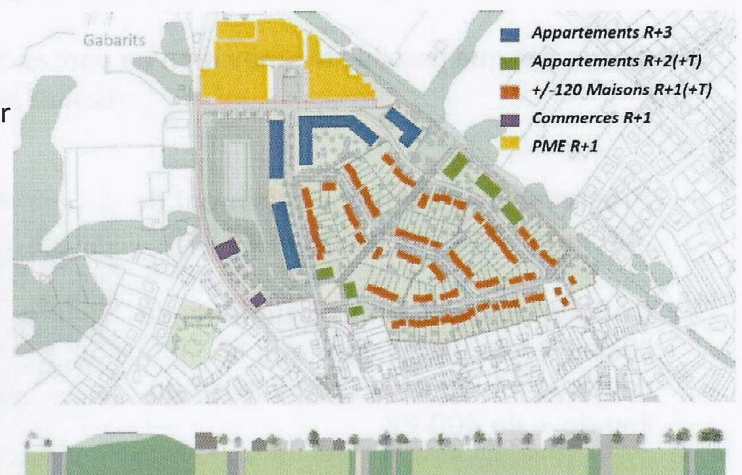 Gabarits
r
Appartements R+3
Appartements R+2(+T)
+/-120 Maisons R+1(+T)
Commerces R+1
PME R+1